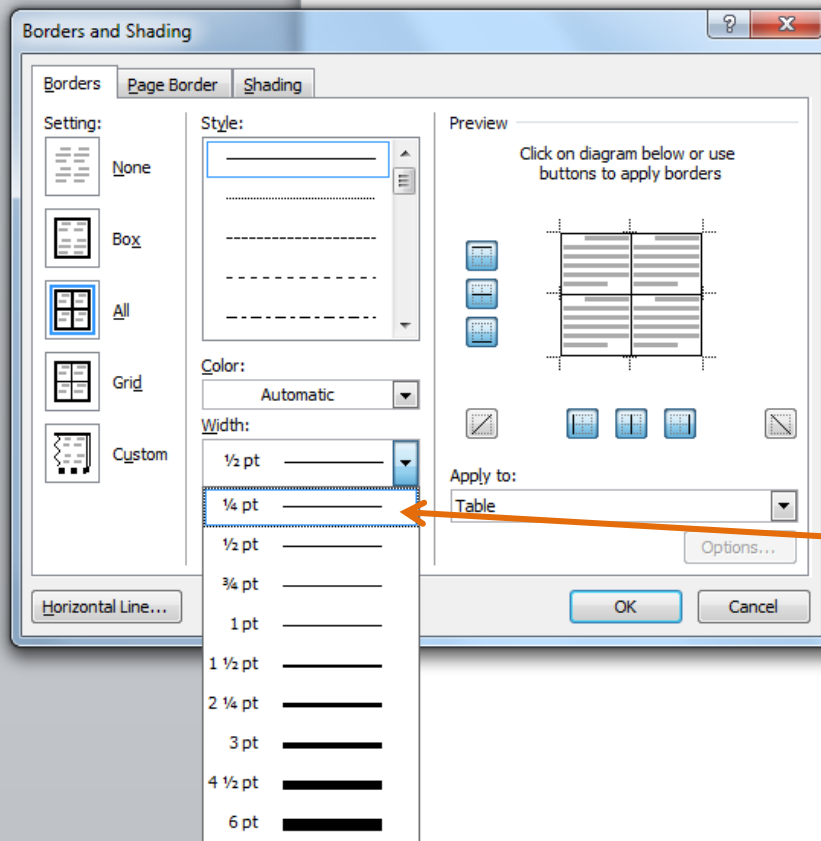 Borders and Shading
?
X
Borders
Page Border
Shading
Setting:
None
Box
All
Grid
Custom
Style:
Color:
Automatic
Width:
½ pt
¼ pt
½ pt
¾ pt
1 pt
1 ½ pt
2 ¼ pt
3 pt
4 ½ pt
6 pt
Preview
Click on diagram below or use
buttons to apply borders
Apply to:
Table
Options...
Horizontal Line...
OK
Cancel